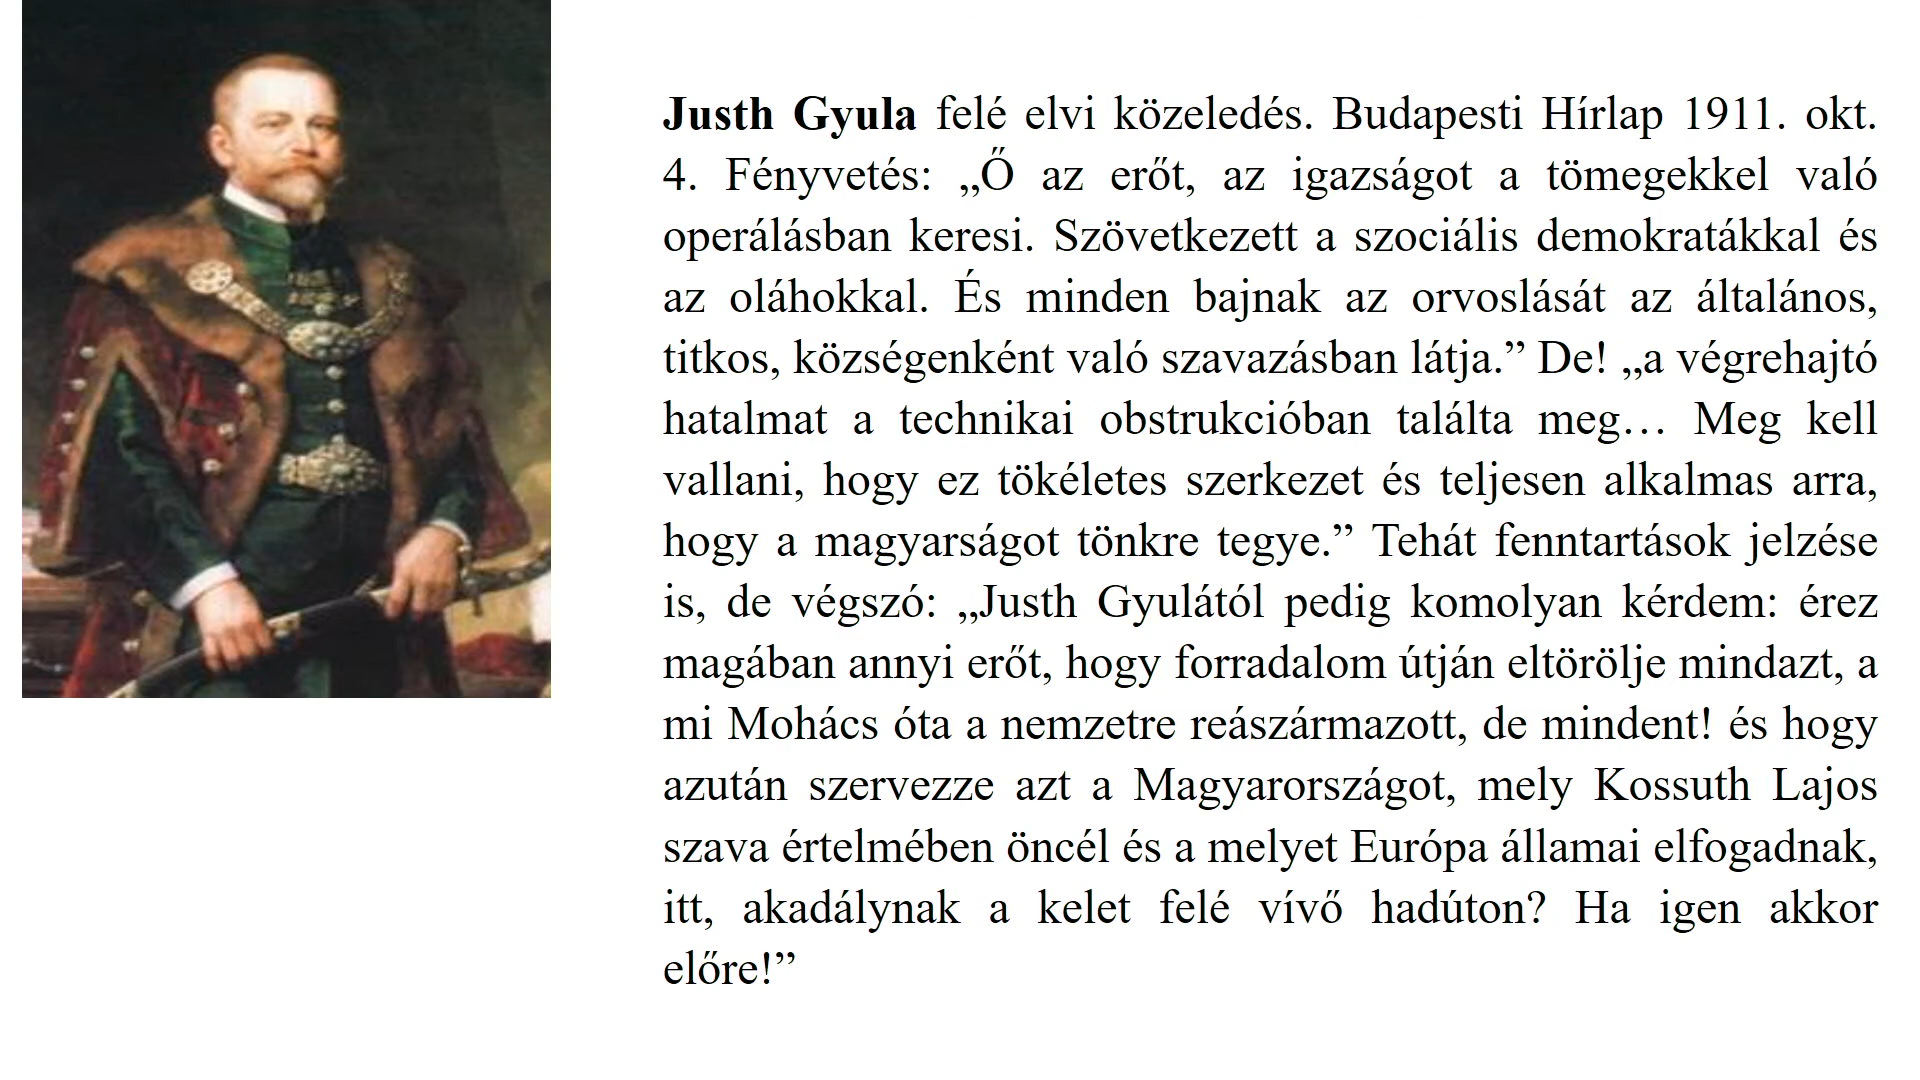 Justh Gyula felé elvi közeledés. Budapesti Hírlap 1911. okt.
4. Fényvetés: „Ő az erőt, az igazságot a tömegekkel való
operálásban keresi. Szövetkezett a szociális demokratákkal és
az oláhokkal. És minden bajnak az orvoslását az általános,
titkos, községenként való szavazásban látja.” De! „a végrehajtó
hatalmat a technikai obstrukcióban találta meg… Meg kell
vallani, hogy ez tökéletes szerkezet és teljesen alkalmas arra,
hogy a magyarságot tönkre tegye.” Tehát fenntartások jelzése
is, de végszó: „Justh Gyulától pedig komolyan kérdem: érez
magában annyi erőt, hogy forradalom útján eltörölje mindazt, a
mi Mohács óta a nemzetre reászármazott, de mindent! és hogy
azután szervezze azt a Magyarországot, mely Kossuth Lajos
szava értelmében öncél és a melyet Európa államai elfogadnak,
itt, akadálynak a kelet felé vívő hadúton? Ha igen akkor
előre!”